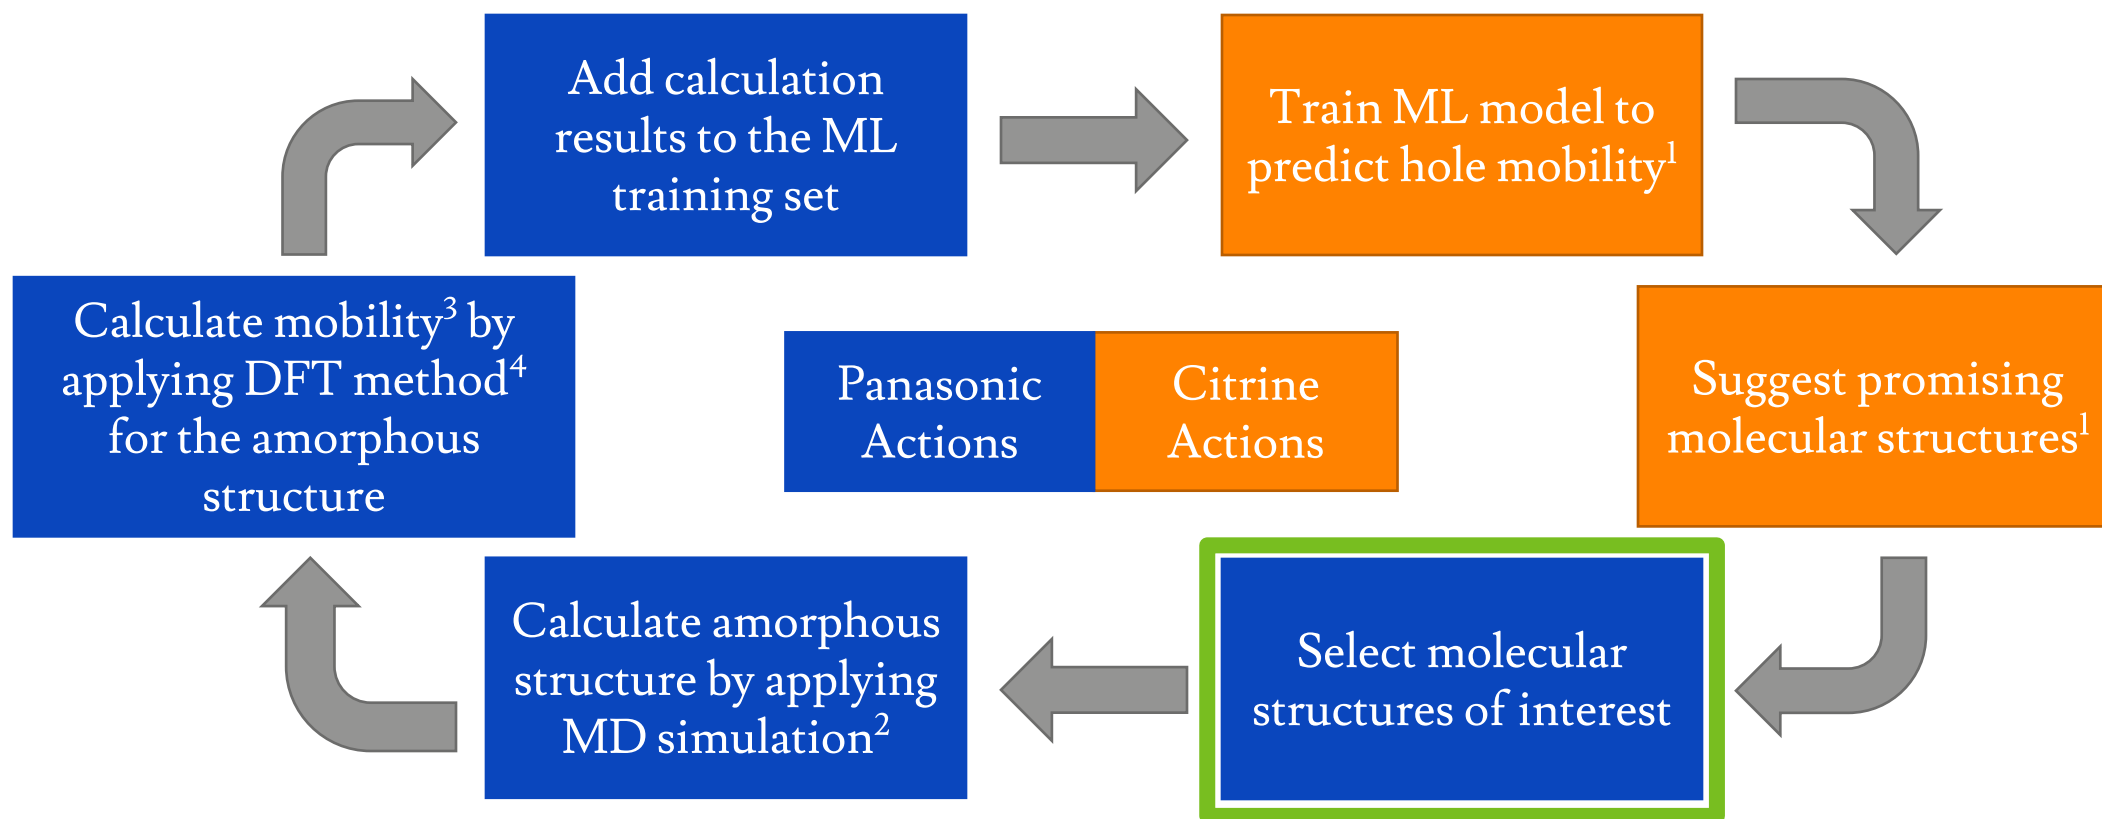 Add calculation
results to the ML
training set
Train ML model to
predict hole mobility¹
Calculate mobility³ by
applying DFT method⁴
for the amorphous
structure
Panasonic
Actions
Citrine
Actions
Suggest promising
molecular structures¹
Calculate amorphous
structure by applying
MD simulation²
Select molecular
structures of interest